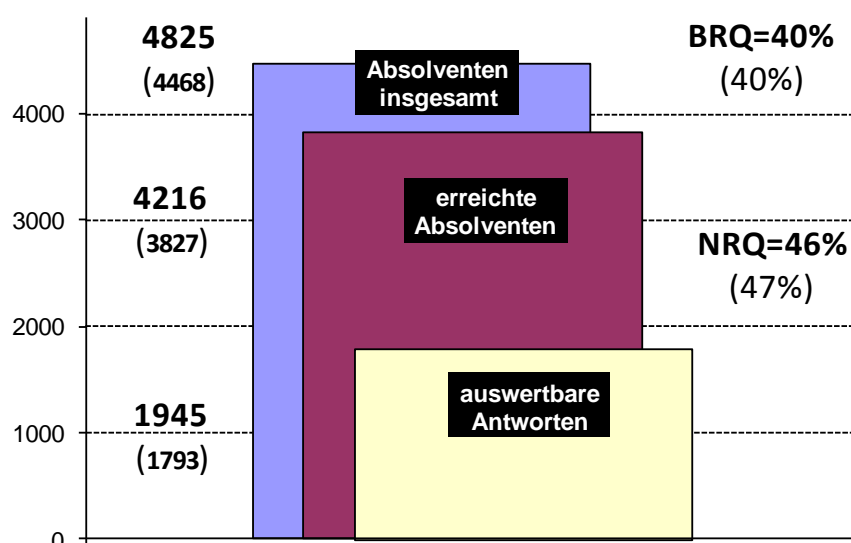 4825
(4468)
Absolventen
insgesamt
BRQ=40%
(40%)
4000
4216
(3827)
erreichte
Absolventen
3000
NRQ=46%
(47%)
2000
1945
(1793)
auswertbare
Antworten
1000
0